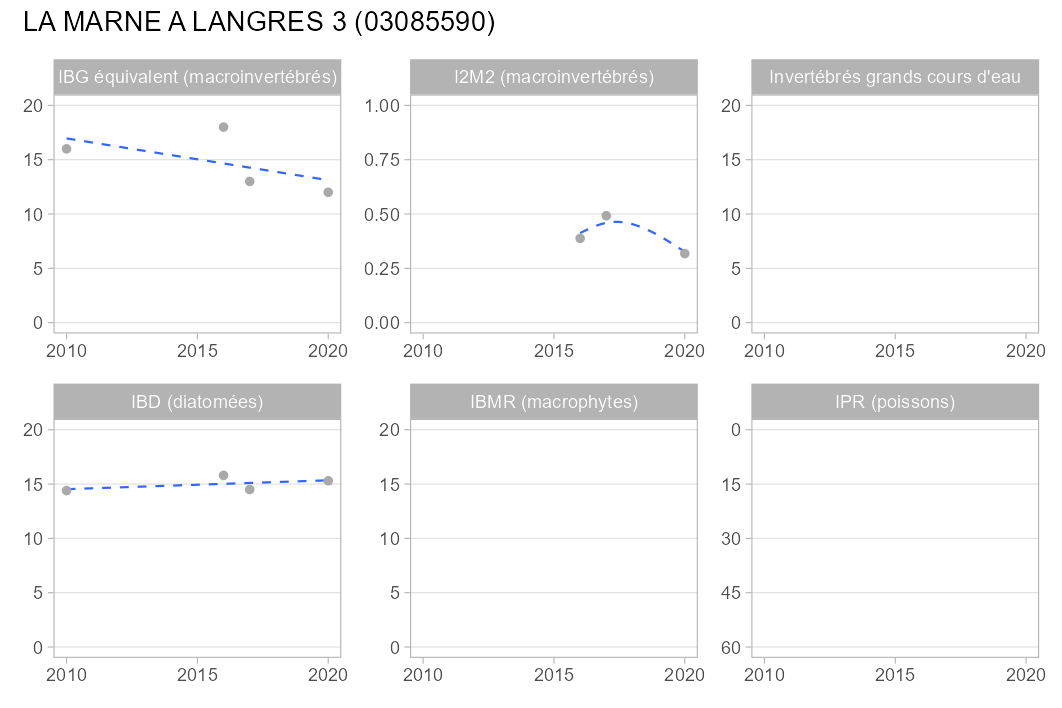 LA MARNE A LANGRES 3 (03085590)
IBG équivalent (macroinvertébrés)
20
15
10
5
0
2010 2015 2020
I2M2 (macroinvertébrés)
1.00
0.75
0.50
0.25
0.00
2010 2015 2020
Invertébrés grands cours d'eau
20
15
10
5
0
2010 2015 2020
IBD (diatomées)
20
15
10
5
0
2010 2015 2020
IBMR (macrophytes)
20
15
10
5
0
2010 2015 2020
IPR (poissons)
0
15
30
45
60
2010 2015 2020